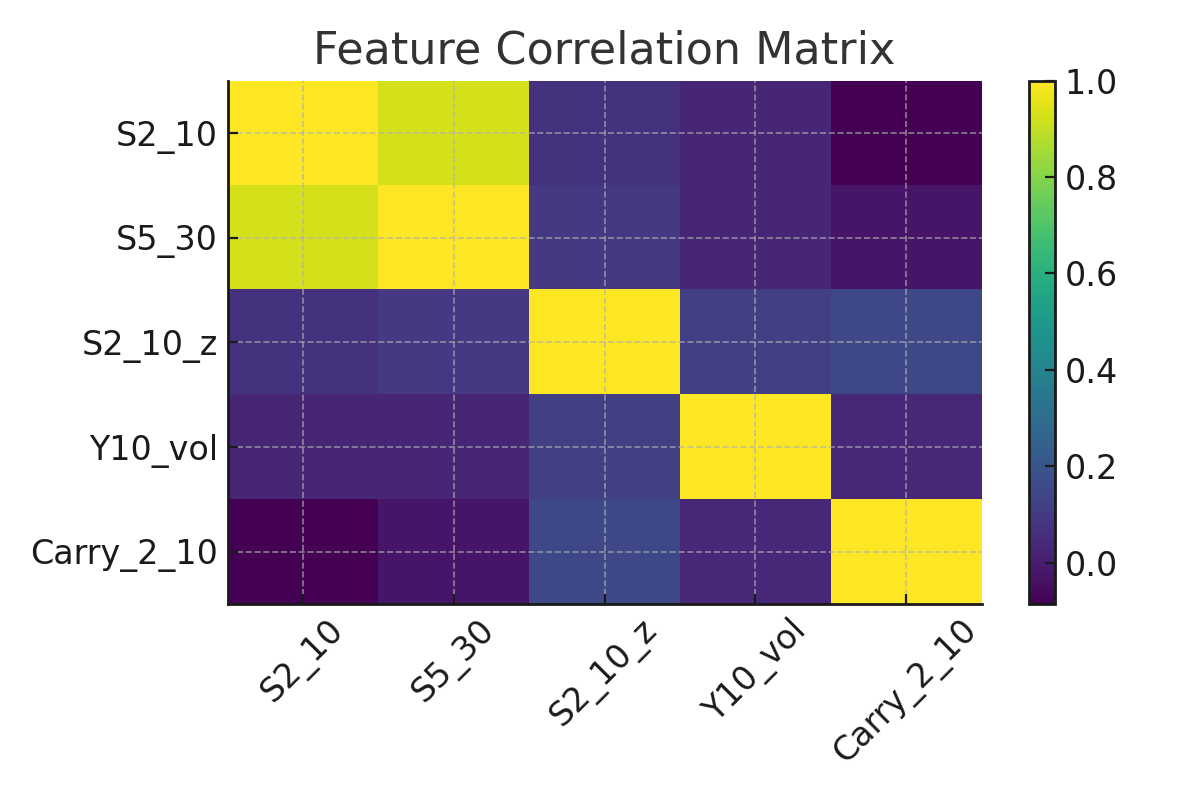 Feature Correlation Matrix
S2_10
S5_30
S2_10_z
Y10_vol
Carry_2_10
S2_10
S5_30
S2_10_z
Y10_vol
Carry_2_10
1.0
0.8
0.6
0.4
0.2
0.0